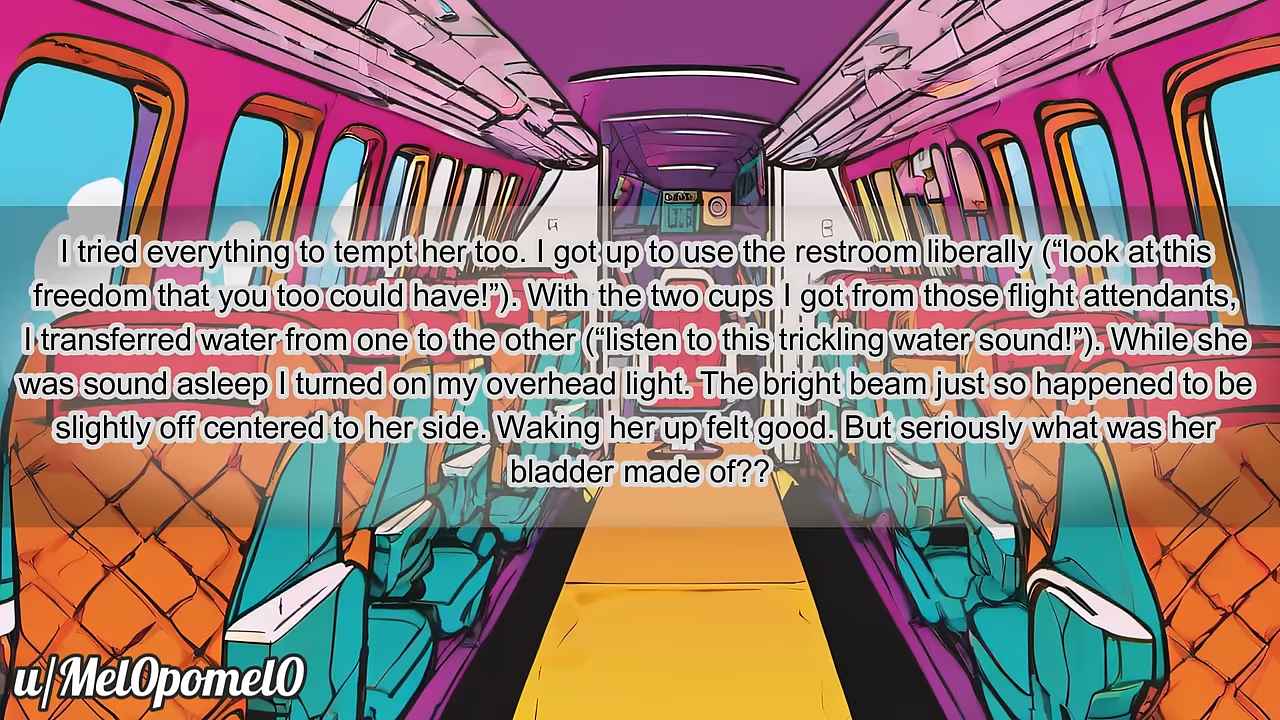 I tried everything to tempt her too. I got up to use the restroom liberally (“look at this
freedom that you too could have!”). With the two cups I got from those flight attendants,
I transferred water from one to the other (“listen to this trickling water sound!”). While she
was sound asleep I turned on my overhead light. The bright beam just so happened to be
slightly off centered to her side. Waking her up felt good. But seriously what was her
bladder made of??
u/Mel0pomel0